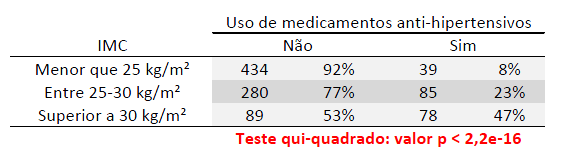 Uso de medicamentos anti-hipertensivos
IMC Não Sim
Menor que 25 kg/m² 434 92% 39 8%
Entre 25-30 kg/m² 280 77% 85 23%
Superior a 30 kg/m² 89 53% 78 47%
Teste qui-quadrado: valor p < 2,2e-16